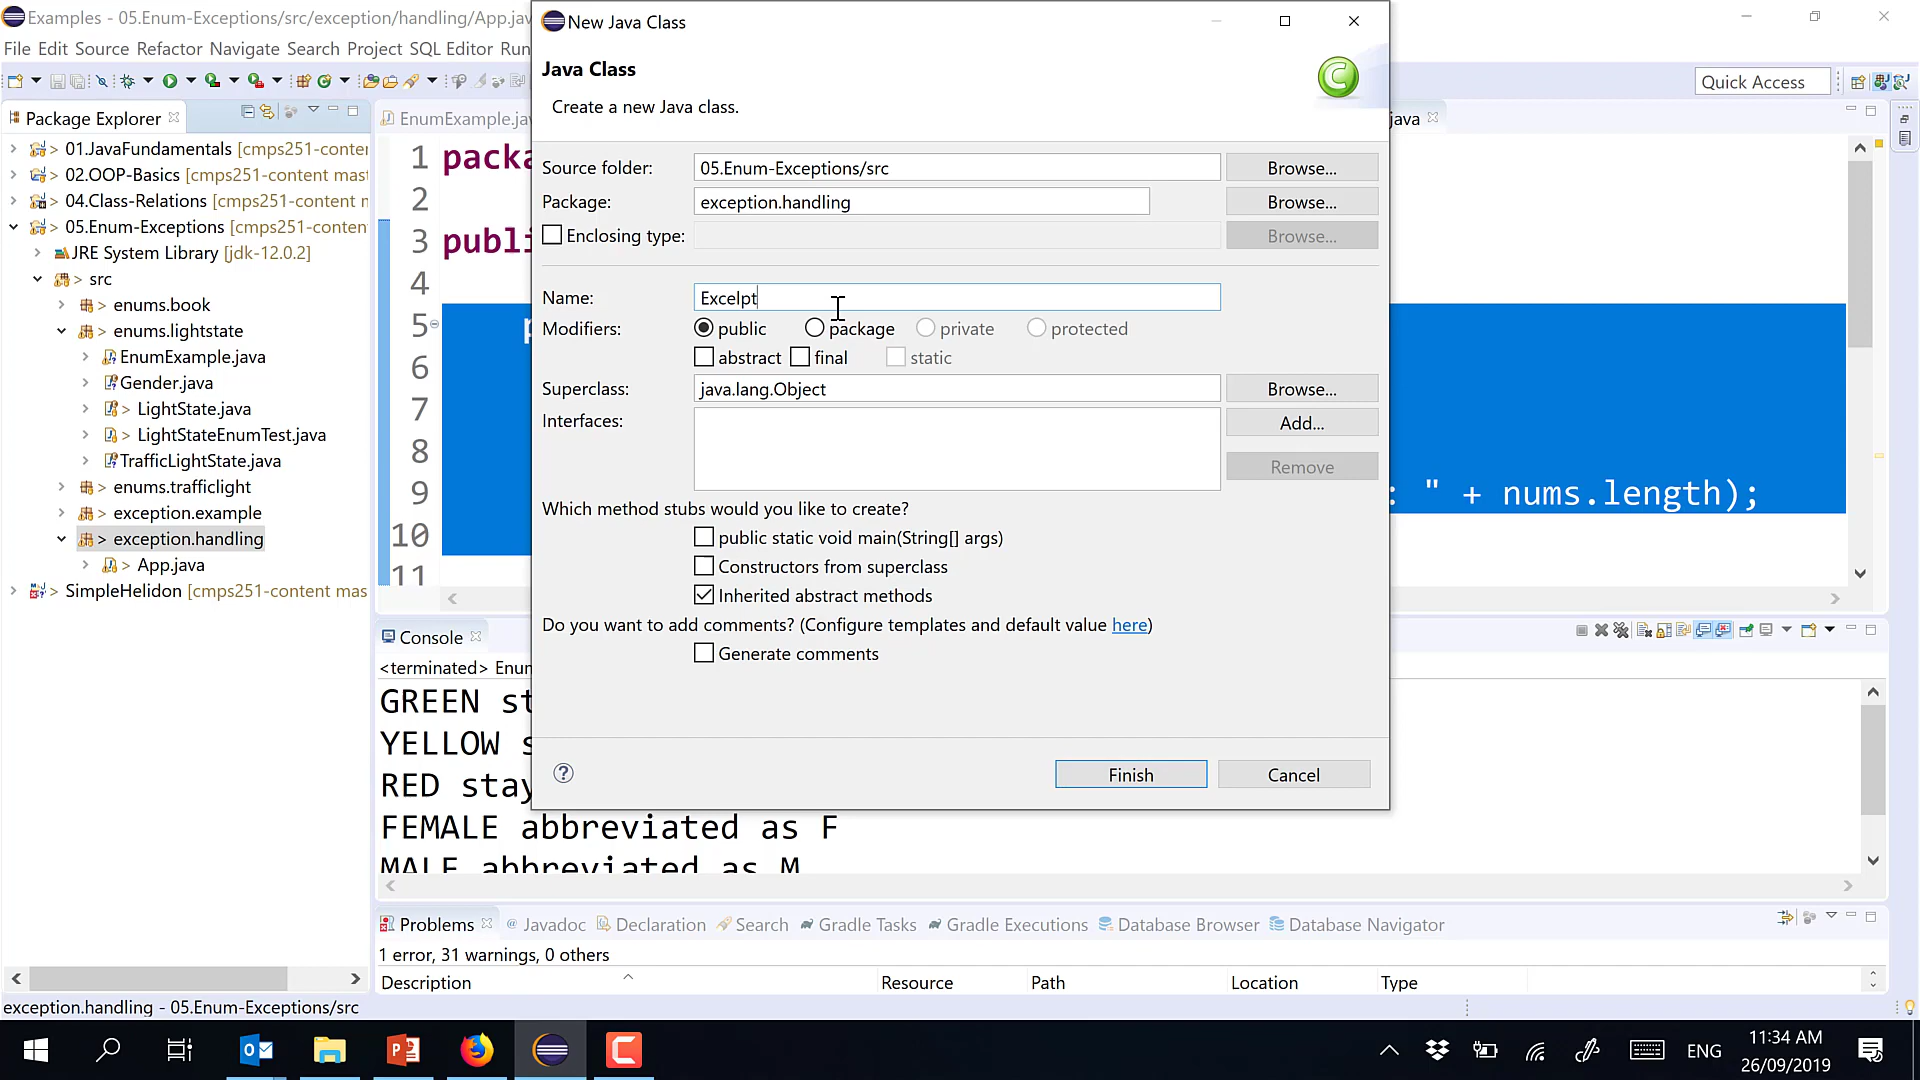 Examples - 05.Enum-Exceptions/src/exception/handling/App.jav
New Java Class
File Edit Source Refactor Navigate Search Project SQL Editor Run
Java Class
Create a new Java class.
Quick Access
Package Explorer
EnumExample.jav
java
01.JavaFundamentals [cmps251-conter
02.OOP-Basics [cmps251-content mast
04.Class-Relations [cmps251-content ma
05.Enum-Exceptions [cmps251-conten
JRE System Library [jdk-12.0.2]
> src
> enums.book
> enums.lightstate
EnumExample.java
Gender.java
> LightState.java
> LightStateEnumTest.java
TrafficLightState.java
> enums.trafficlight
> exception.example
> exception.handling
> App.java
> SimpleHelidon [cmps251-content mas
1 packa
2
3 publi
4
5 p
6
7
8
9 : " + nums.length);
10
11
Source folder: 05.Enum-Exceptions/src Browse...
Package: exception.handling Browse...
Enclosing type: Browse...
Name: Excelpt
Modifiers: public package private protected
abstract final static
Superclass: java.lang.Object Browse...
Interfaces: Add...
Remove
Which method stubs would you like to create?
public static void main(String[] args)
Constructors from superclass
Inherited abstract methods
Do you want to add comments? (Configure templates and default value here)
Generate comments
Finish Cancel
Console
<terminated> Enum
GREEN st
YELLOW s
RED stay
FEMALE abbreviated as F
MALE abbreviated as M
Problems Javadoc Declaration Search Gradle Tasks Gradle Executions Database Browser Database Navigator
1 error, 31 warnings, 0 others
Description Resource Path Location Type
exception.handling - 05.Enum-Exceptions/src
ENG
11:34 AM
26/09/2019